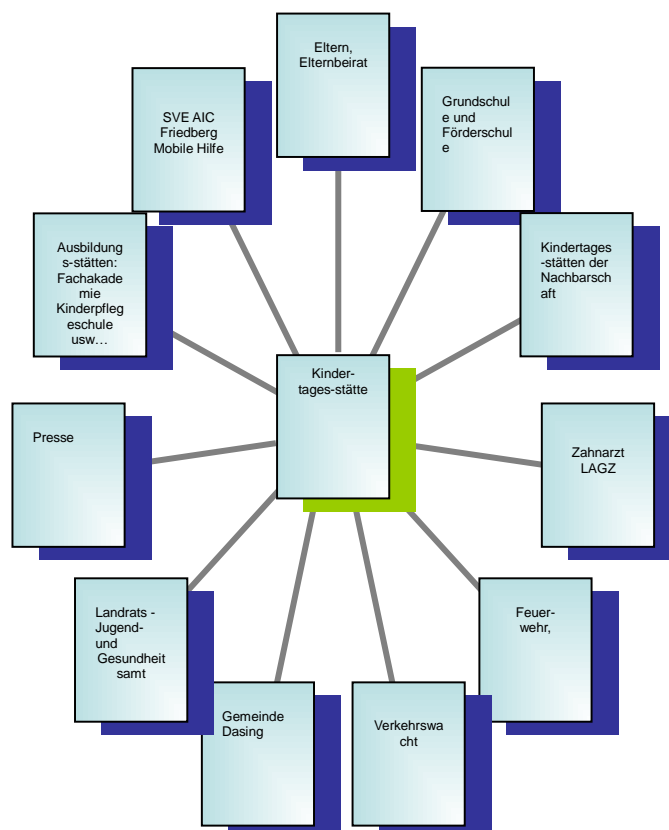 Eltern,
Elternbeirat
Grundschul
e und
Förderschul
e
SVE AIC
Friedberg
Mobile Hilfe
Kindertages
-stätten der
Nachbarsch
aft
Ausbildung
s-stätten:
Fachakade
mie
Kinderpfleg
eschule
usw…
Kinder-
tages-stätte
Presse
Zahnarzt
LAGZ
Landrats -
Jugend-
und
Gesundheit
samt
Feuer-
wehr,
Gemeinde
Dasing
Verkehrswa
cht